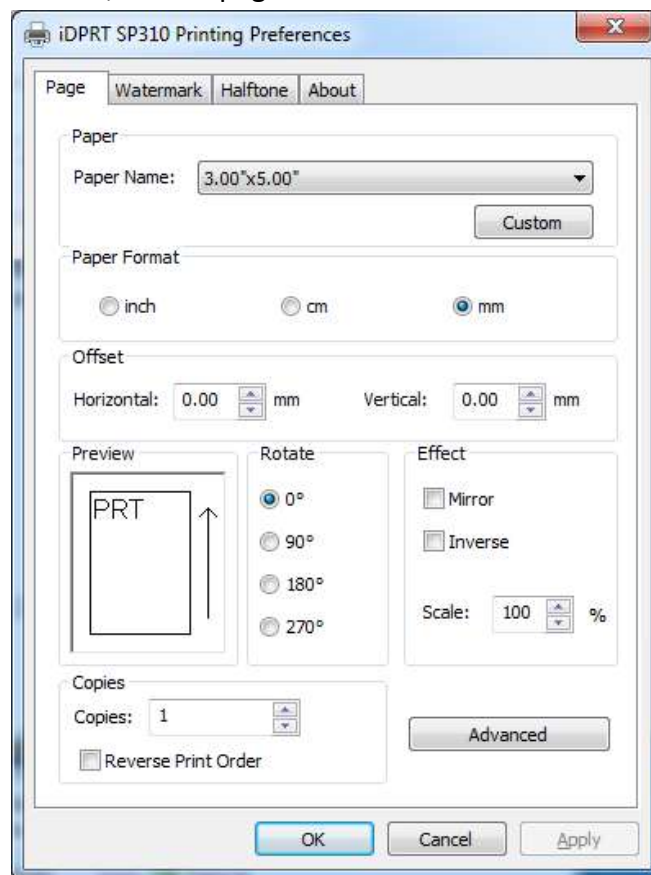 iDPRT SP310 Printing Preferences
Page Watermark Halftone About
Paper
Paper Name: 3.00"x5.00"
Custom
Paper Format
inch cm mm
Offset
Horizontal: 0.00 mm Vertical: 0.00 mm
Preview Rotate Effect
PRT
0° Mirror
90° Inverse
180°
270° Scale: 100 %
Copies
Copies: 1
Advanced
Reverse Print Order
OK Cancel Apply